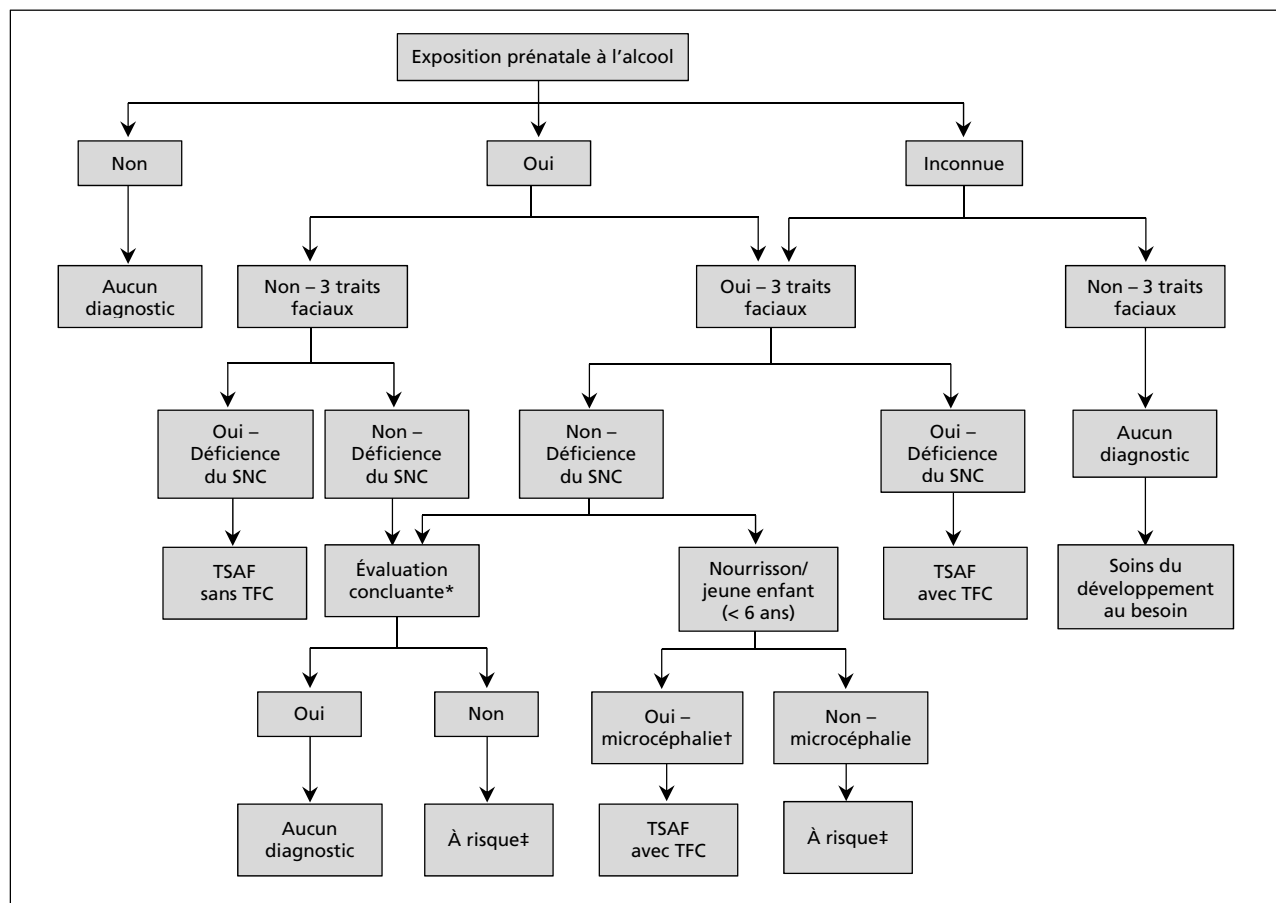 Exposition prénatale à l'alcool
Non
Oui
Inconnue
Aucun
diagnostic
Non – 3 traits
faciaux
Oui – 3 traits
faciaux
Non – 3 traits
faciaux
Oui –
Déficience
du SNC
Non –
Déficience
du SNC
Non –
Déficience
du SNC
Oui –
Déficience
du SNC
Aucun
diagnostic
TSAF
sans TFC
Évaluation
concluante*
Nourrisson/
jeune enfant
(< 6 ans)
TSAF
avec TFC
Soins du
développement
au besoin
Oui
Non
Oui –
microcéphalie†
Non –
microcéphalie
Aucun
diagnostic
À risque‡
TSAF
avec TFC
À risque‡